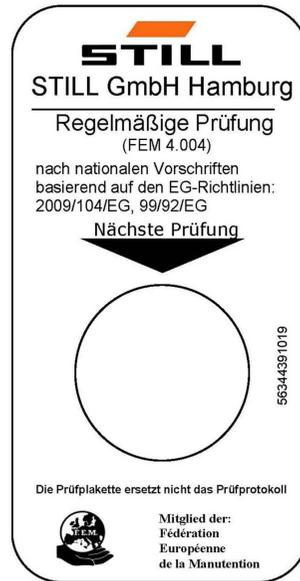 STILL
STILL GmbH Hamburg
Regelmäßige Prüfung
(FEM 4.004)
nach nationalen Vorschriften
basierend auf den EG-Richtlinien:
2009/104/EG, 99/92/EG
Nächste Prüfung
56344391019
Die Prüfplakette ersetzt nicht das Prüfprotokoll
F.E.M.
Mitglied der:
Fédération
Européenne
de la Manutention